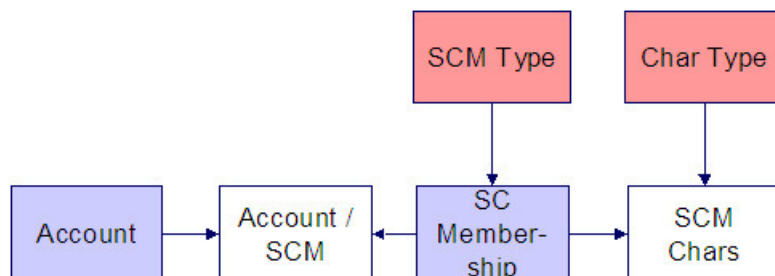 SCM Type
Char Type
Account
Account /
SCM
SC
Member-
ship
SCM
Chars